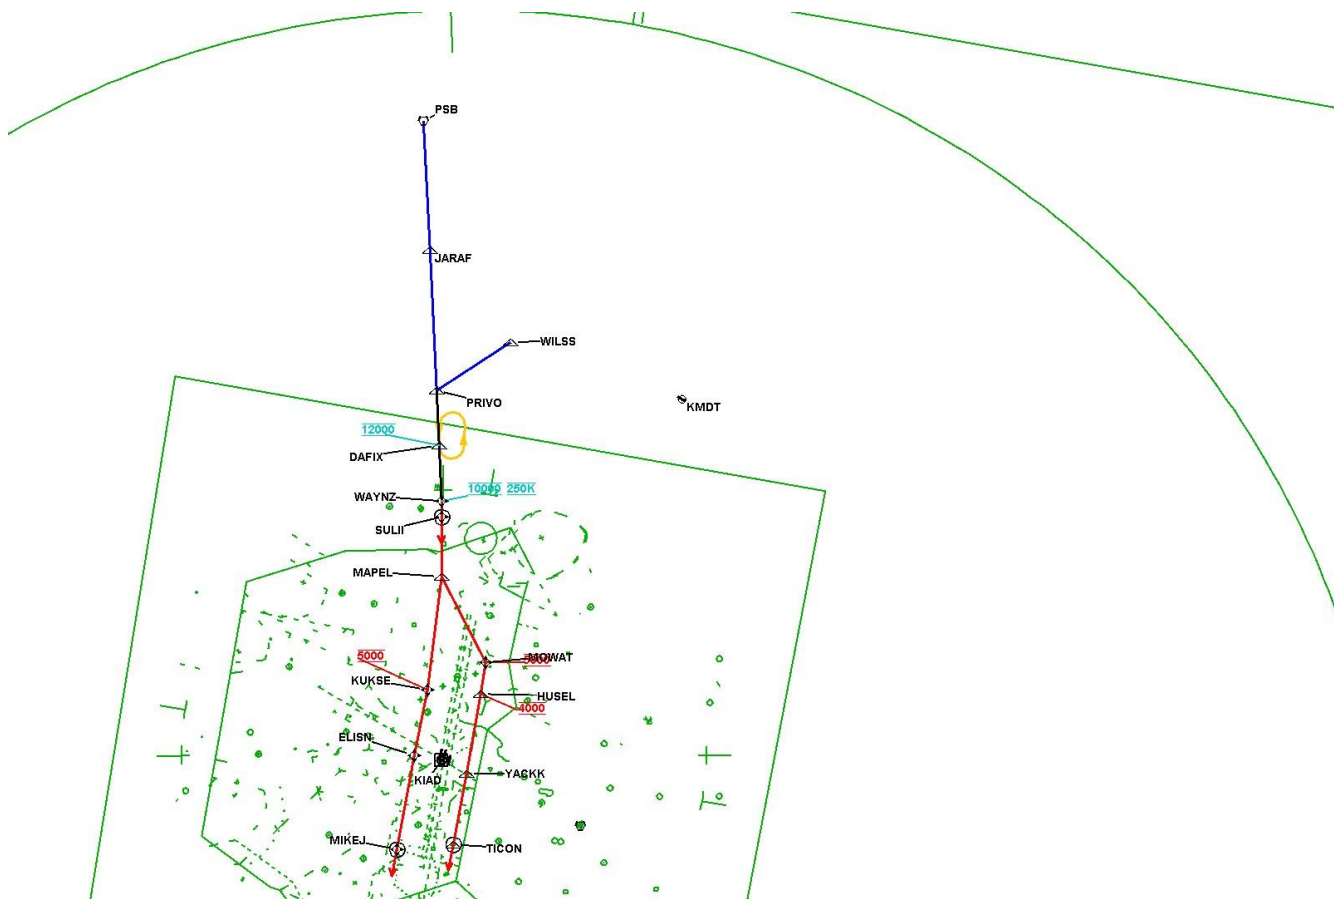 PSB
JARAF
WILSS
PRIVO
KMDT
12000
DAFIX
WAYNZ
10000 250K
SULII
MAPEL
5000
MOWAT
5000
KUKSE
HUSEL
4000
ELISN
KIAD
YACKK
MIKEJ
TICON